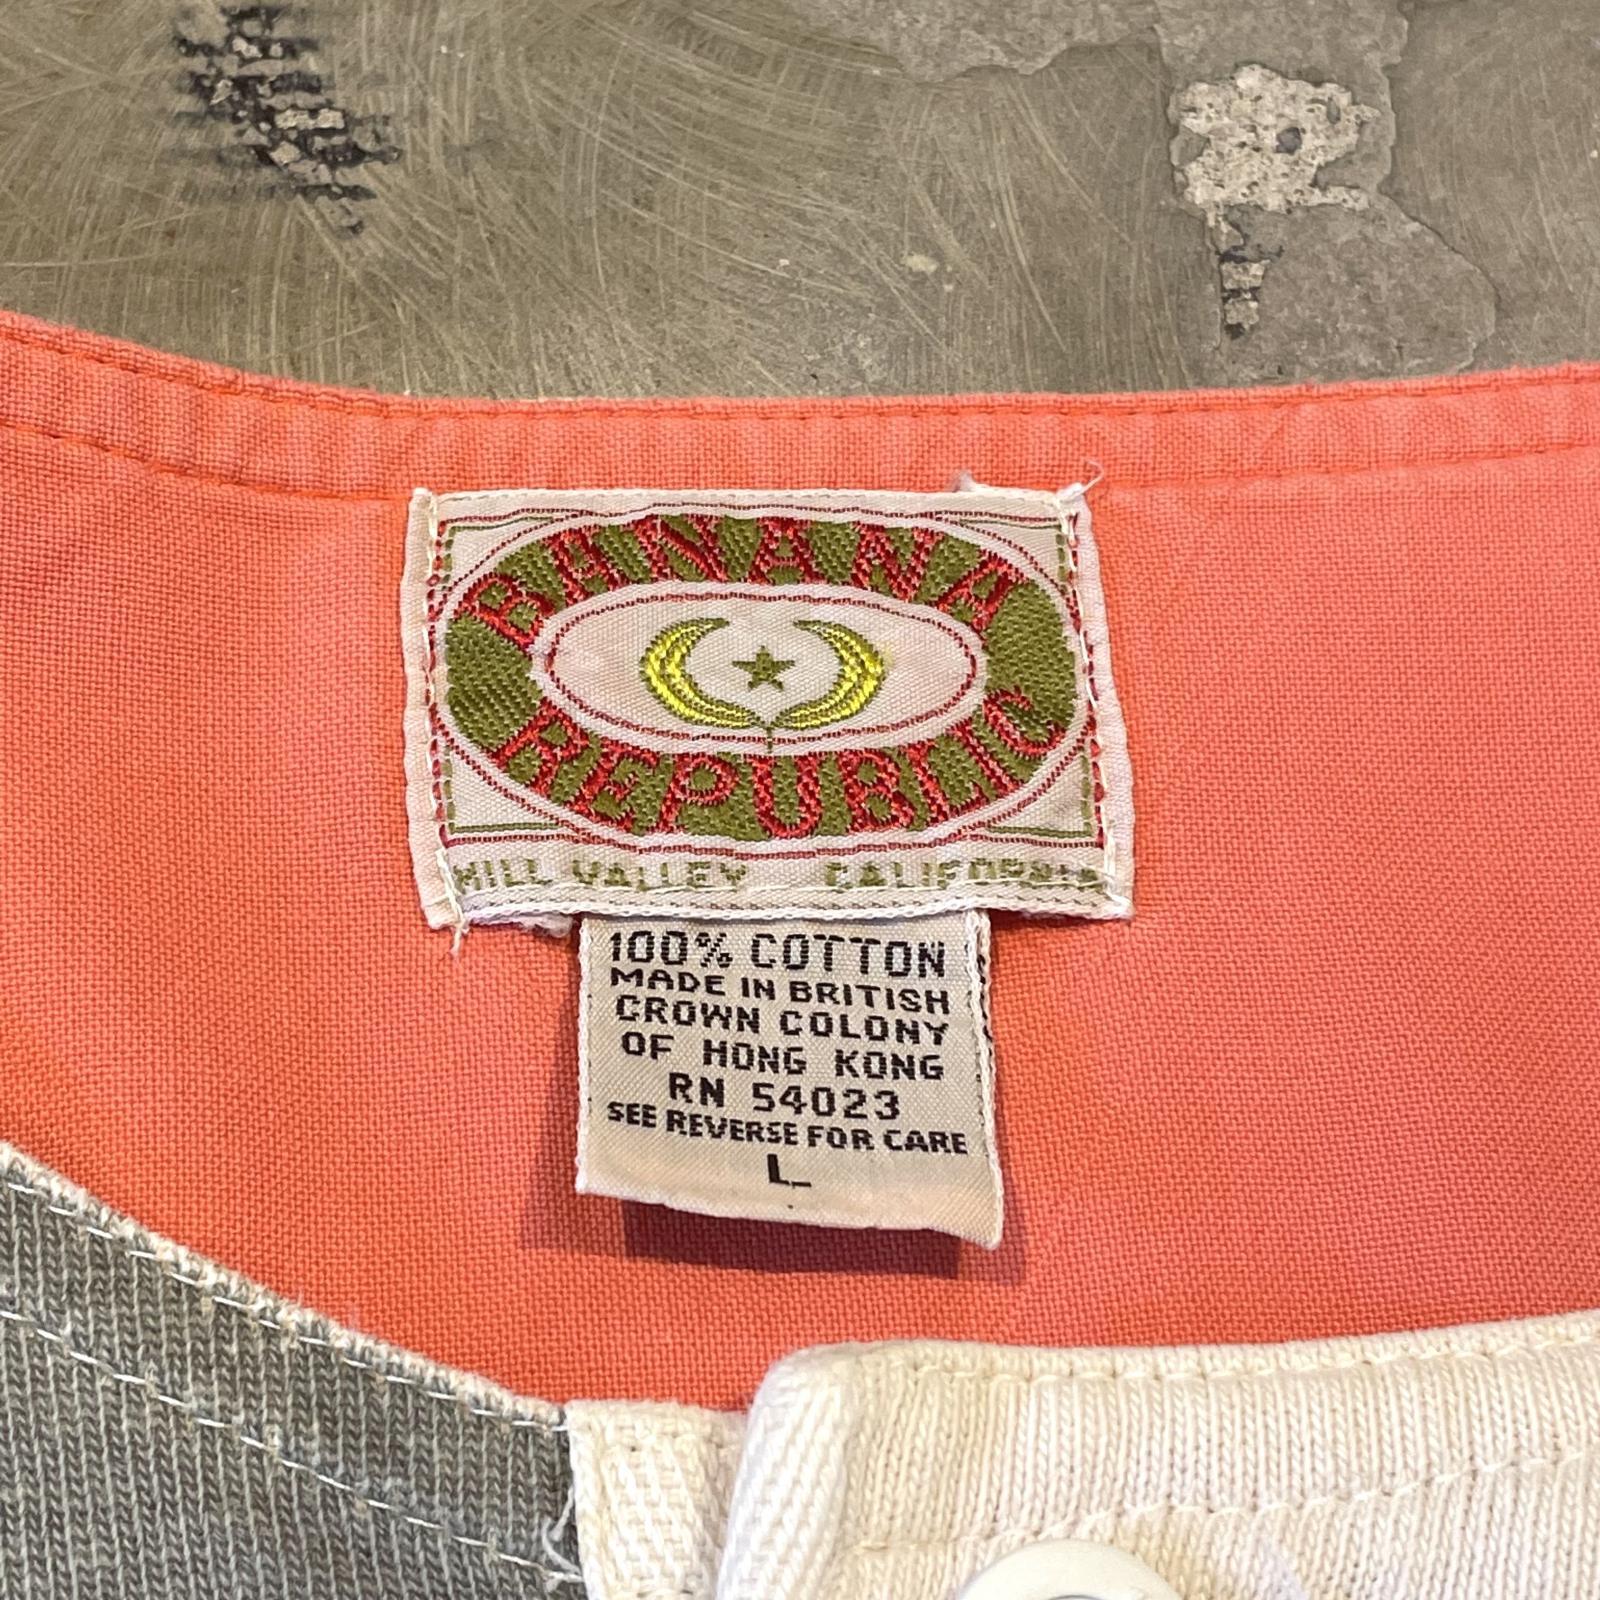 BANANA
REPUBLIC
MILL VALLEY CALIFORNIA
100% COTTON
MADE IN BRITISH
CROWN COLONY
OF HONG KONG
RN 54023
SEE REVERSE FOR CARE
L